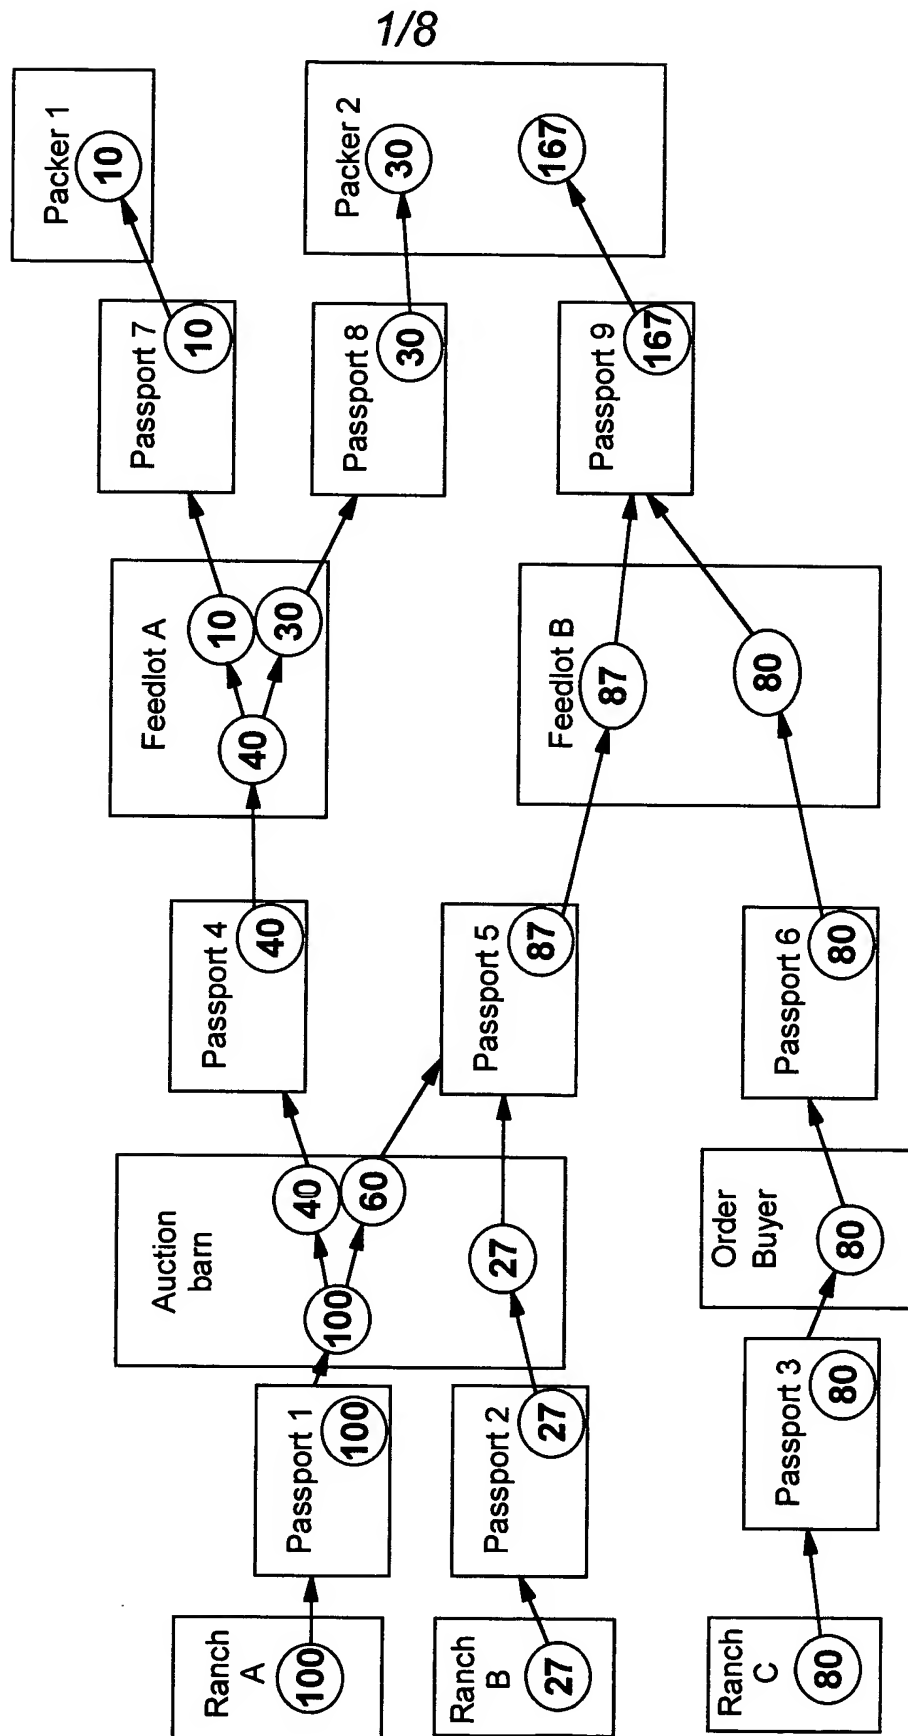 1/8
Ranch
A
100
Passport 1
100
Auction
barn
100
40
60
27
Passport 4
40
Feedlot A
40
10
30
Passport 7
10
Packer 1
10
Ranch
B
27
Passport 2
27
Passport 5
87
Passport 8
30
Packer 2
30
167
Feedlot B
87
80
Passport 9
167
Ranch
C
80
Passport 3
80
Order
Buyer
80
Passport 6
80